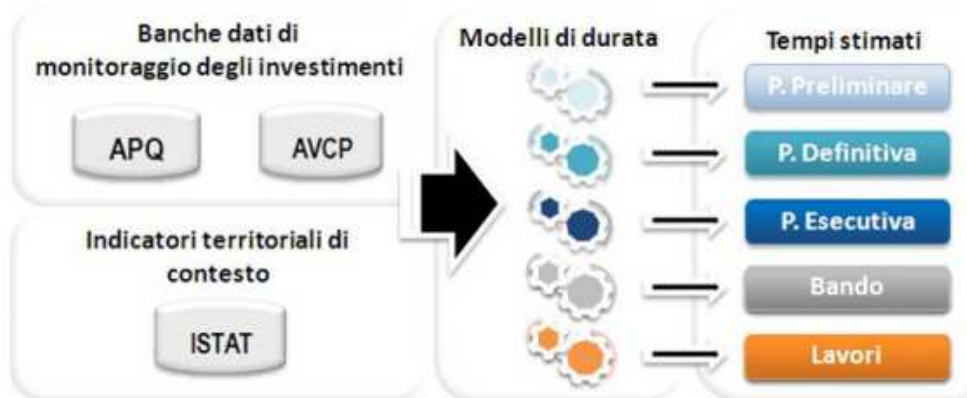 Banche dati di
monitoraggio degli investimenti
APQ
AVCP
Indicatori territoriali di
contesto
ISTAT
Modelli di durata
Tempi stimati
P. Preliminare
P. Definitiva
P. Esecutiva
Bando
Lavori